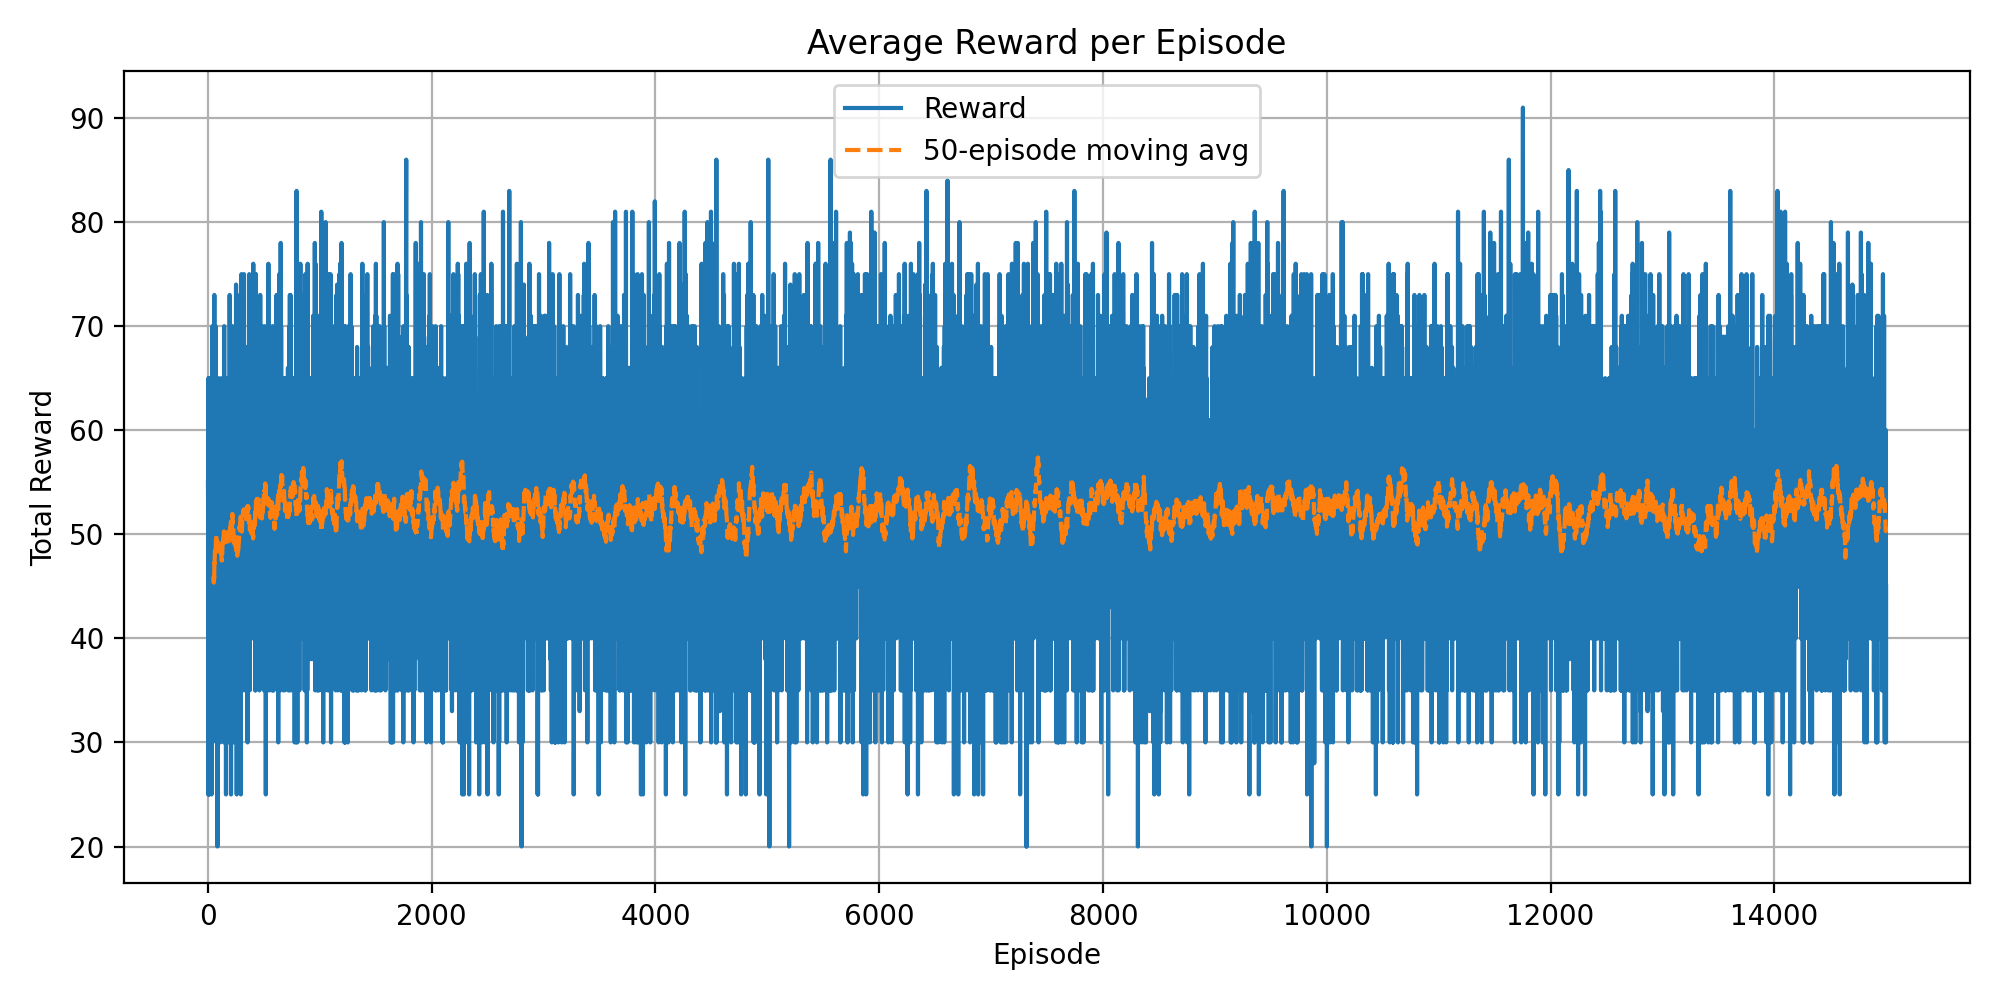 Average Reward per Episode
Reward
50-episode moving avg
90
80
70
60
50
40
30
20
Total Reward
0 2000 4000 6000 8000 10000 12000 14000
Episode